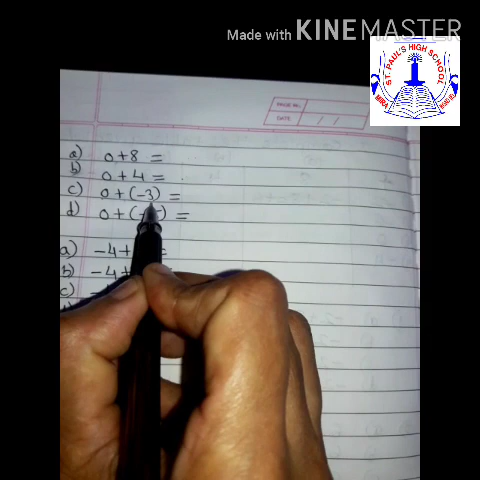 Made with KINEMASTER
ST. PAUL'S HIGH SCHOOL
PAGE No.
DATE / /
a) 0 + 8 =
b) 0 + 4 =
c) 0 + (-3) =
d) 0 + (- ) =
a) -4 + =
b) -4 + =
c) -